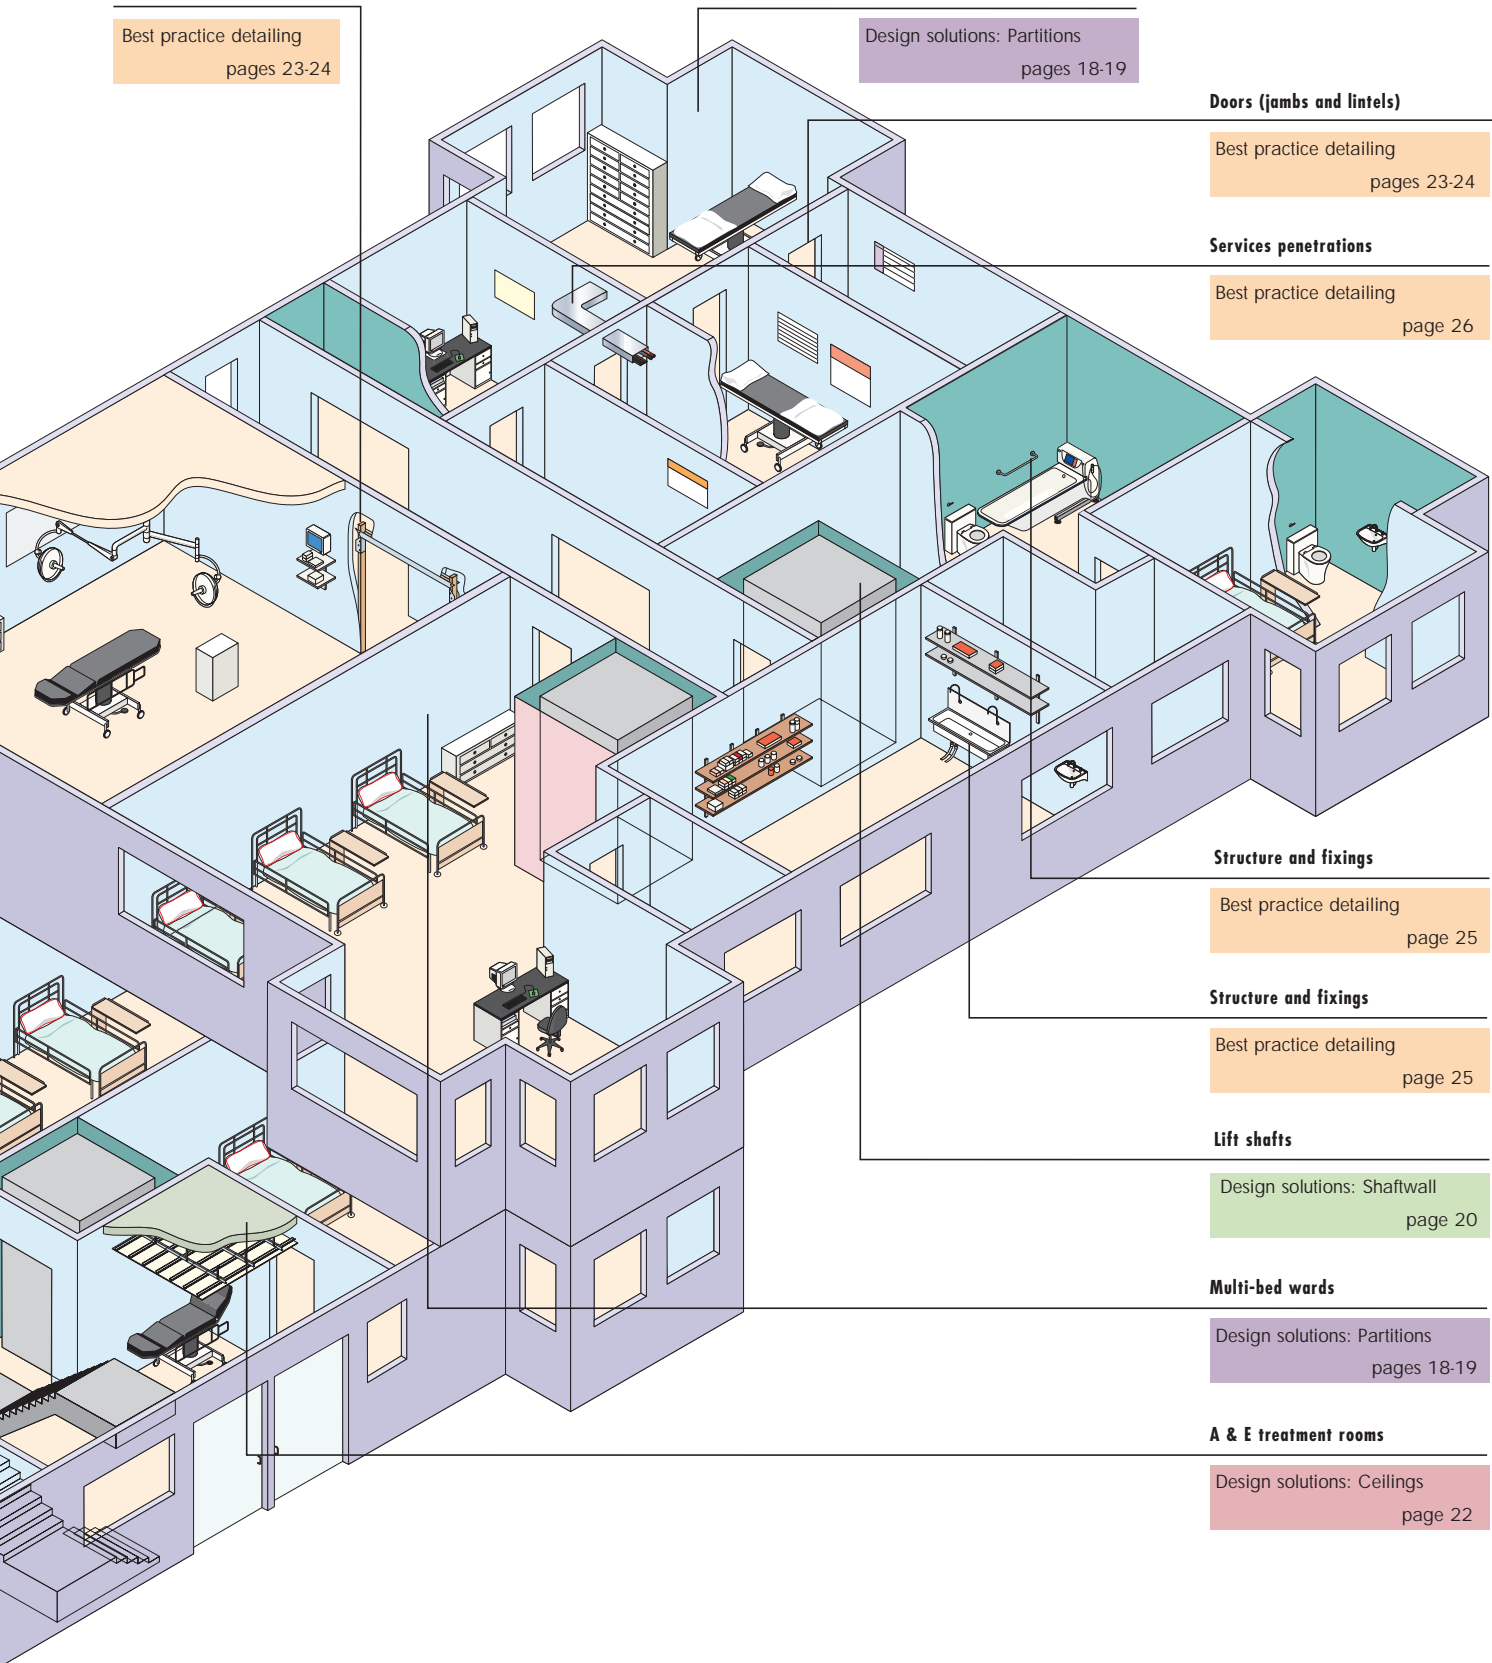 Best practice detailing
pages 23-24
Design solutions: Partitions
pages 18-19
Doors (jambs and lintels)
Best practice detailing
pages 23-24
Services penetrations
Best practice detailing
page 26
Structure and fixings
Best practice detailing
page 25
Structure and fixings
Best practice detailing
page 25
Lift shafts
Design solutions: Shaftwall
page 20
Multi-bed wards
Design solutions: Partitions
pages 18-19
A & E treatment rooms
Design solutions: Ceilings
page 22